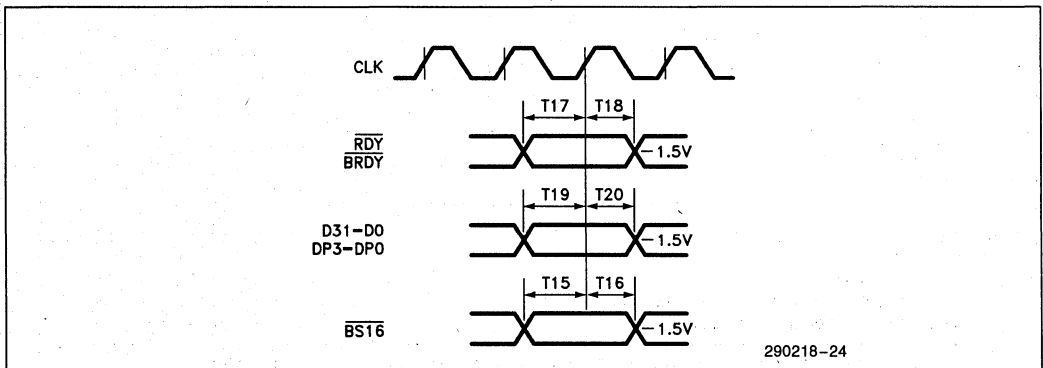 CLK
T17 T18
RDY
BRDY
1.5V
T19 T20
D31-D0
DP3-DP0
1.5V
T15 T16
BS16
1.5V
290218-24